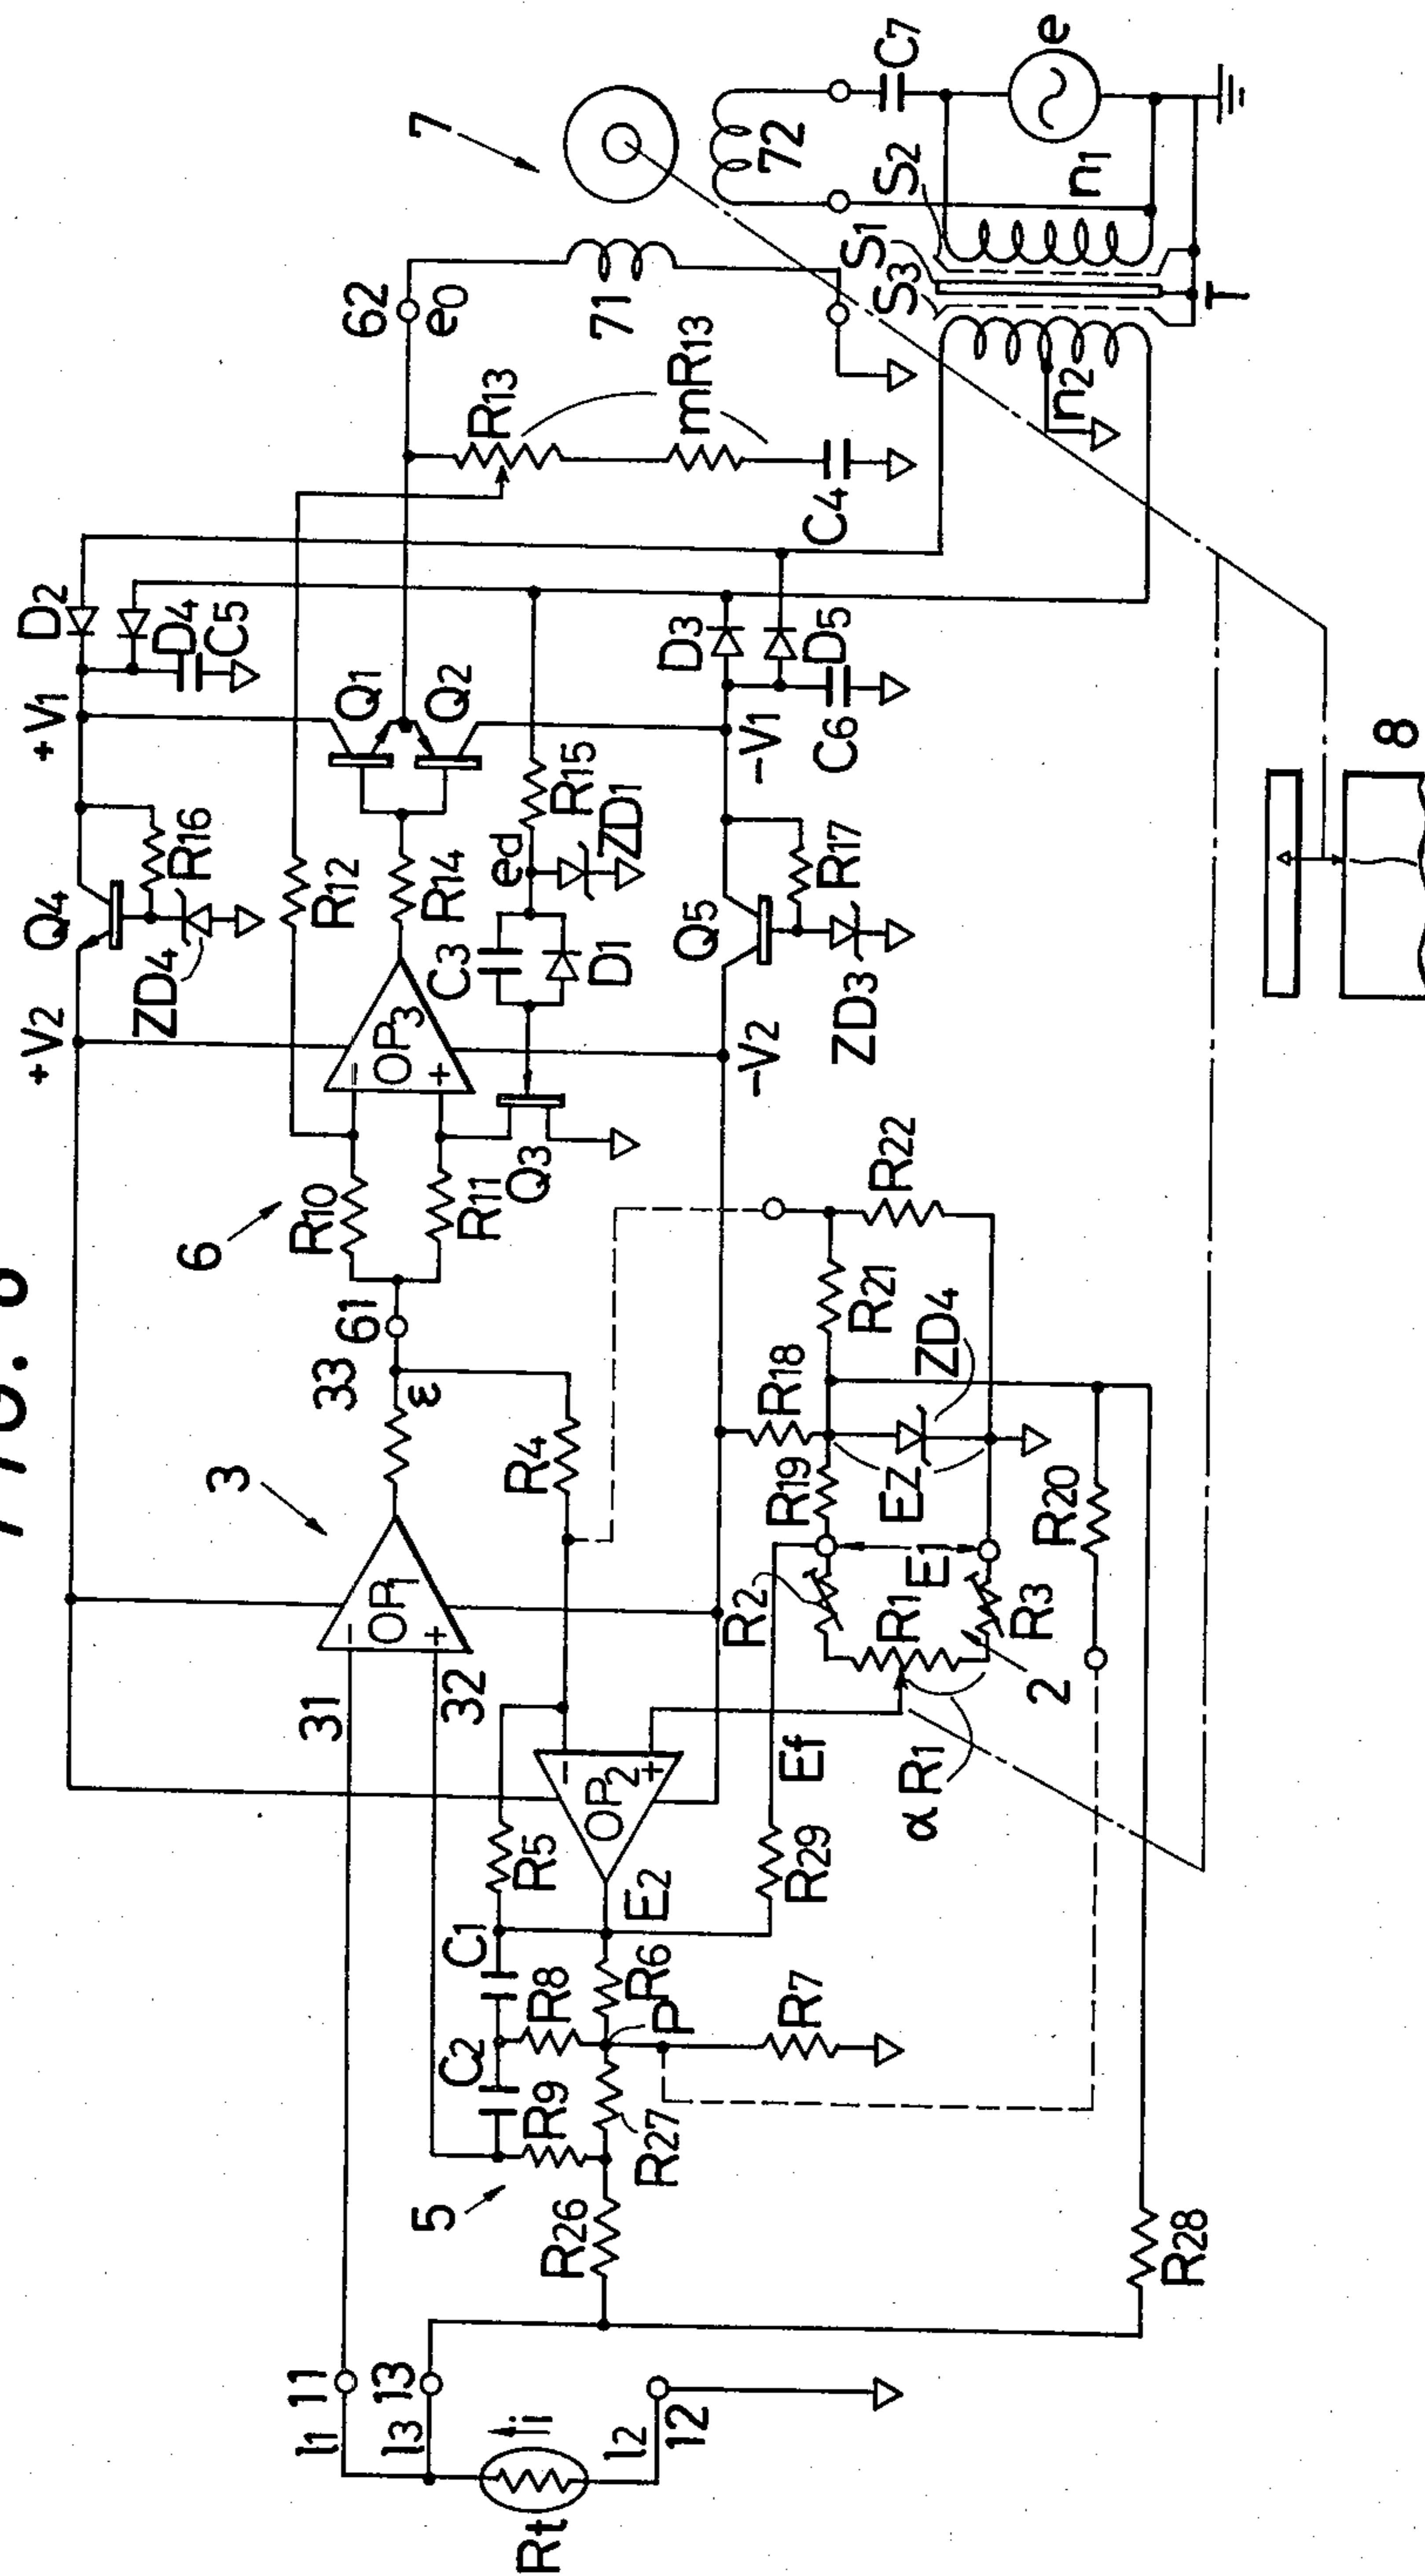 FIG. 8
+V2
+V1
Q4
R16
ZD4
D2
D4
C5
3
33
61
ε
6
R10
R11
R12
OP3
-
+
R14
Q1
Q2
62
e0
7
71
72
C7
e
R13
mR13
C4
Q3
C3
D1
ed
R15
ZD1
D3
D5
C6
-V1
-V2
Q5
R17
ZD3
S1
S2
S3
n1
n2
T
31
32
OP1
-
+
R4
R5
OP2
-
+
E2
C1
C2
R8
R9
R6
P
R7
R27
R26
5
11
13
12
l1
l3
l2
ii
Rt
R28
R29
Ef
αR1
R1
R2
R3
2
E1
EZ
R18
R19
R20
R21
R22
ZD4
8